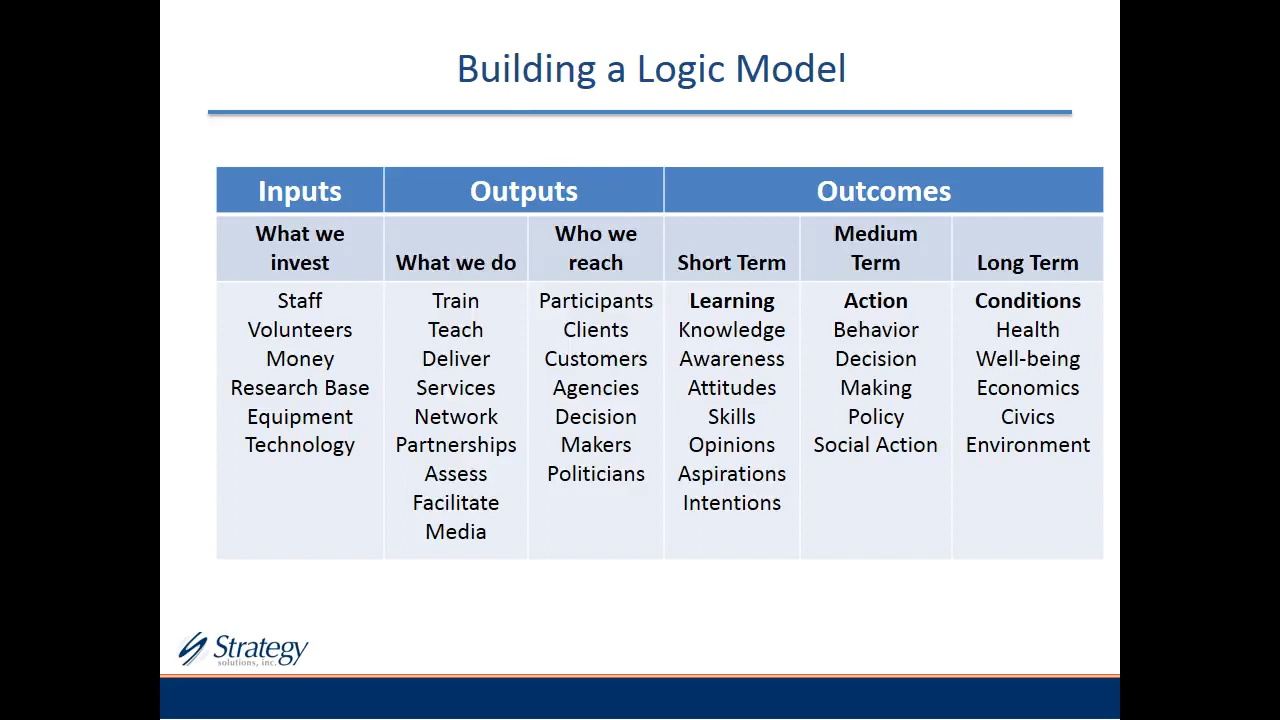 Building a Logic Model
Inputs
Outputs
Outcomes
What we
invest
What we do
Who we
reach
Short Term
Medium
Term
Long Term
Staff
Volunteers
Money
Research Base
Equipment
Technology
Train
Teach
Deliver
Services
Network
Partnerships
Assess
Facilitate
Media
Participants
Clients
Customers
Agencies
Decision
Makers
Politicians
Learning
Knowledge
Awareness
Attitudes
Skills
Opinions
Aspirations
Intentions
Action
Behavior
Decision
Making
Policy
Social Action
Conditions
Health
Well-being
Economics
Civics
Environment
Strategy
solutions, inc.